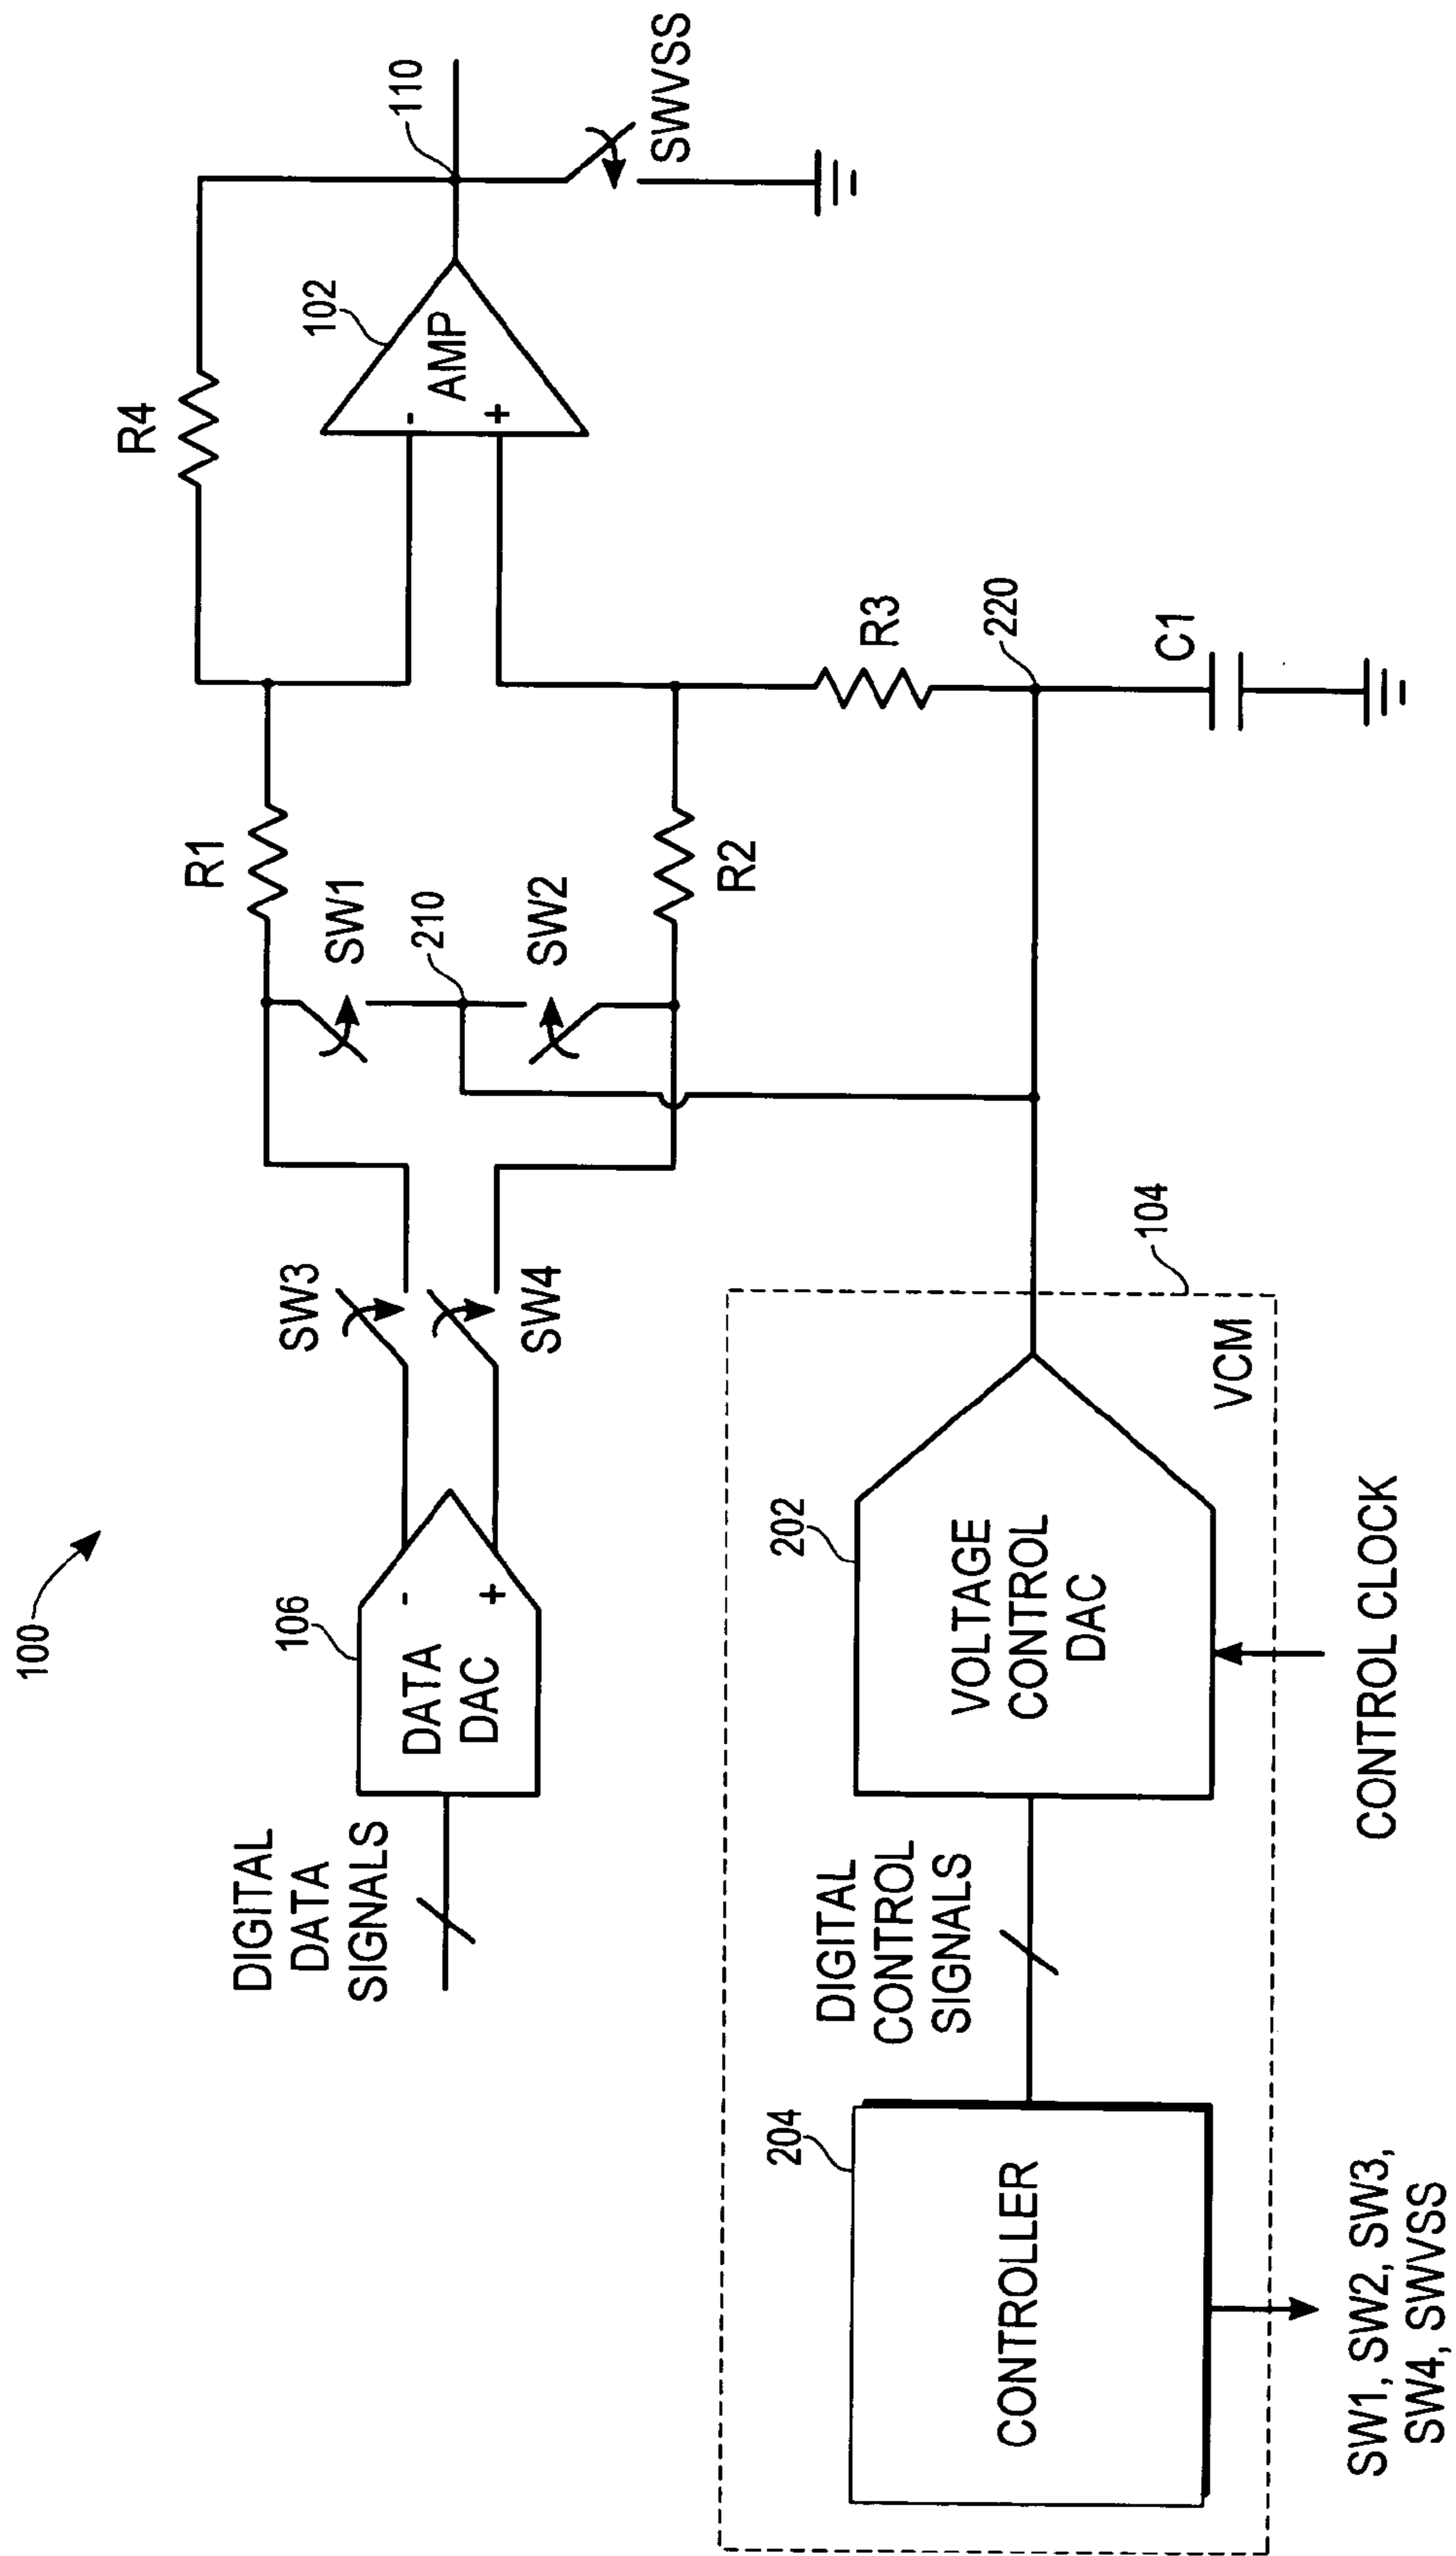 100
DIGITAL
DATA
SIGNALS
106
DATA
DAC
-
+
SW3
SW4
R1
SW1
210
SW2
R2
R4
102
AMP
-
+
110
SWVSS
R3
220
C1
104
VCM
202
VOLTAGE
CONTROL
DAC
CONTROL CLOCK
DIGITAL
CONTROL
SIGNALS
204
CONTROLLER
SW1, SW2, SW3,
SW4, SWVSS